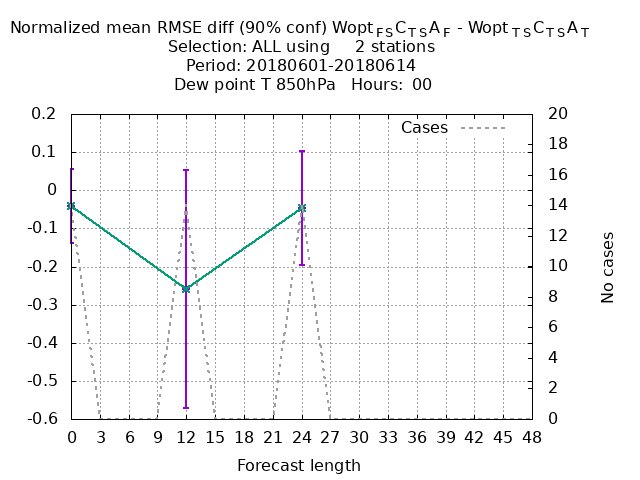 Normalized mean RMSE diff (90% conf) Wopt FS C TS A F - Wopt TS C TS A T
Selection: ALL using 2 stations
Period: 20180601-20180614
Dew point T 850hPa Hours: 00
Cases
0.2
0.1
0
-0.1
-0.2
-0.3
-0.4
-0.5
-0.6
20
18
16
14
12
10
8
6
4
2
0
No cases
0 3 6 9 12 15 18 21 24 27 30 33 36 39 42 45 48
Forecast length